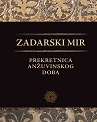 ZADARSKI MIR
PREKRETNICA
ANŽUVINSKOG
DOBA